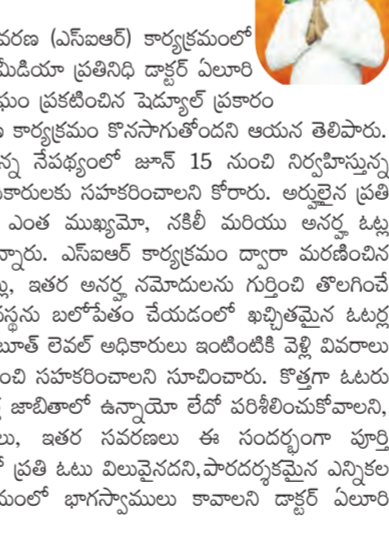 వరణ (ఎస్ఐఆర్) కార్యక్రమంలో
మీడియా ప్రతినిధి డాక్టర్ ఏలూరి
ఘం ప్రకటించిన షెడ్యూల్ ప్రకారం
కార్యక్రమం కొనసాగుతోందని ఆయన తెలిపారు.
న్న నేపథ్యంలో జూన్ 15 నుంచి నిర్వహిస్తున్న
కారులకు సహకరించాలని కోరారు. అర్హులైన ప్రతి
ఎంత ముఖ్యమో, నకిలీ మరియు అనర్హ ఓట్ల
న్నారు. ఎస్ఐఆర్ కార్యక్రమం ద్వారా మరణించిన
ఇతర అనర్హ నమోదులను గుర్తించి తొలగించే
స్థను బలోపేతం చేయడంలో ఖచ్చితమైన ఓటర్ల
బూత్ లెవల్ అధికారులు ఇంటింటికి వెళ్లి వివరాలు
ంచి సహకరించాలని సూచించారు. కొత్తగా ఓటరు
జాబితాలో ఉన్నాయో లేదో పరిశీలించుకోవాలని,
లు, ఇతర సవరణలు ఈ సందర్భంగా పూర్తి
ప్రతి ఓటు విలువైనదని,పారదర్శకమైన ఎన్నికల
మంలో భాగస్వాములు కావాలని డాక్టర్ ఏలూరి